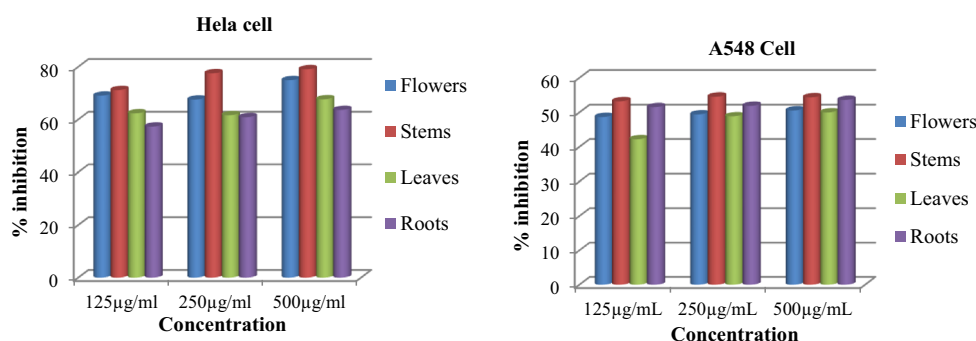 Hela cell
% inhibition
80
60
40
20
0
125µg/ml
250µg/ml
500µg/ml
Concentration
Flowers
Stems
Leaves
Roots
A548 Cell
% inhibition
60
50
40
30
20
10
0
125µg/mL
250µg/mL
500µg/mL
Concentration
Flowers
Stems
Leaves
Roots